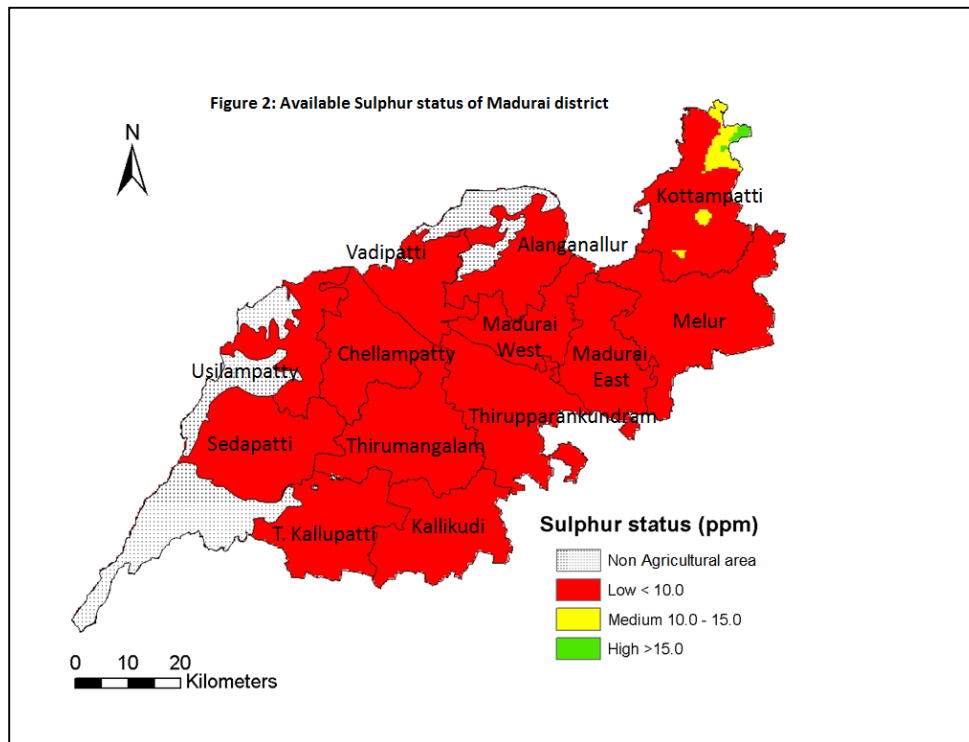 Figure 2: Available Sulphur status of Madurai district
N
Kottampatti
Vadipatti
Alanganallur
Madurai
West
Melur
Chellampatty
Madurai
East
Usilampatty
Thirupparankundram
Sedapatti
Thirumangalam
T. Kallupatti
Kallikudi
Sulphur status (ppm)
Non Agricultural area
Low < 10.0
Medium 10.0 - 15.0
High >15.0
0 10 20
Kilometers